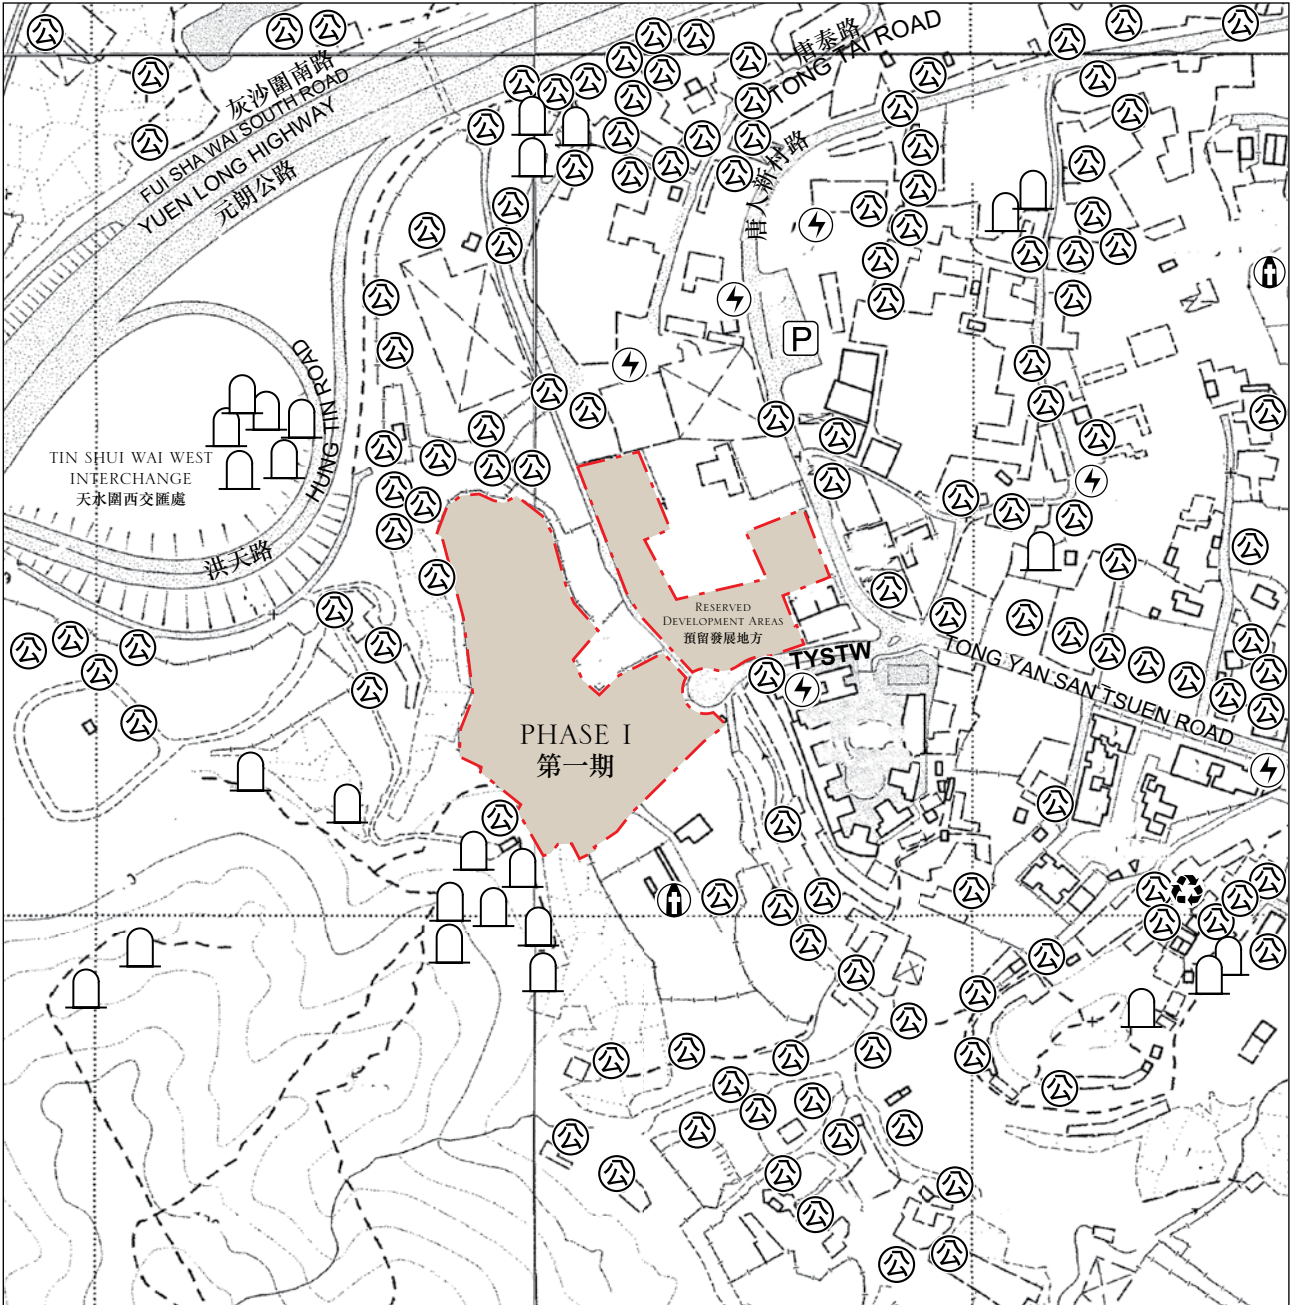 唐泰路
TONG TAI ROAD
灰沙圍南路
FUI SHA WAI SOUTH ROAD
YUEN LONG HIGHWAY
元朗公路
唐人新村路
P
HUNG TIN ROAD
TIN SHUI WAI WEST
INTERCHANGE
天水圍西交匯處
洪天路
RESERVED
DEVELOPMENT AREAS
預留發展地方
TYSTW
TONG YAN SAN TSUEN ROAD
PHASE I
第一期
公